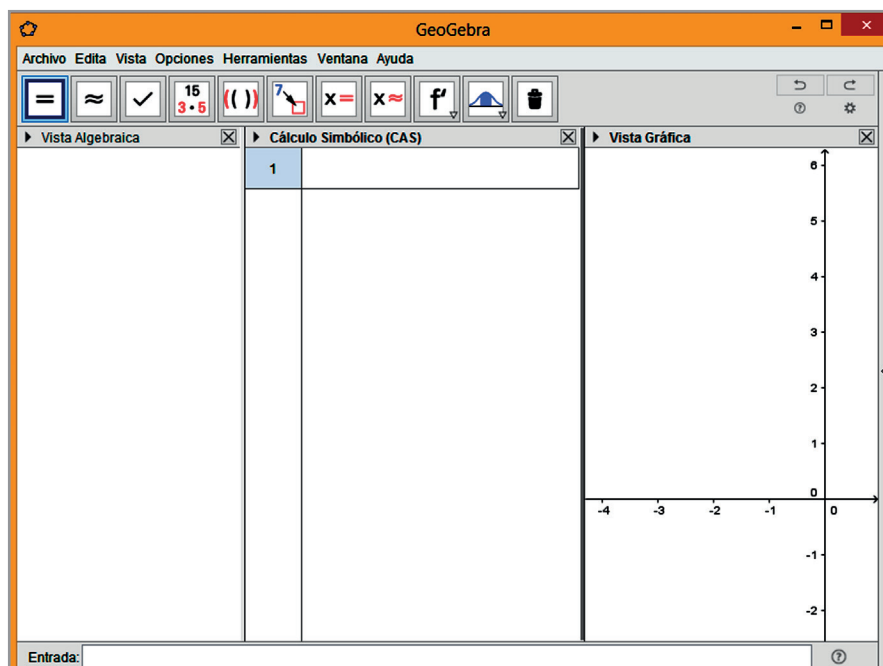 GeoGebra
Archivo Edita Vista Opciones Herramientas Ventana Ayuda
= ≈ ✓ 15 3•5 (( )) 7 x= x≈ f'
Vista Algebraica
Cálculo Simbólico (CAS)
Vista Gráfica
1
6
5
4
3
2
1
0
-4 -3 -2 -1 0
-1
-2
Entrada: